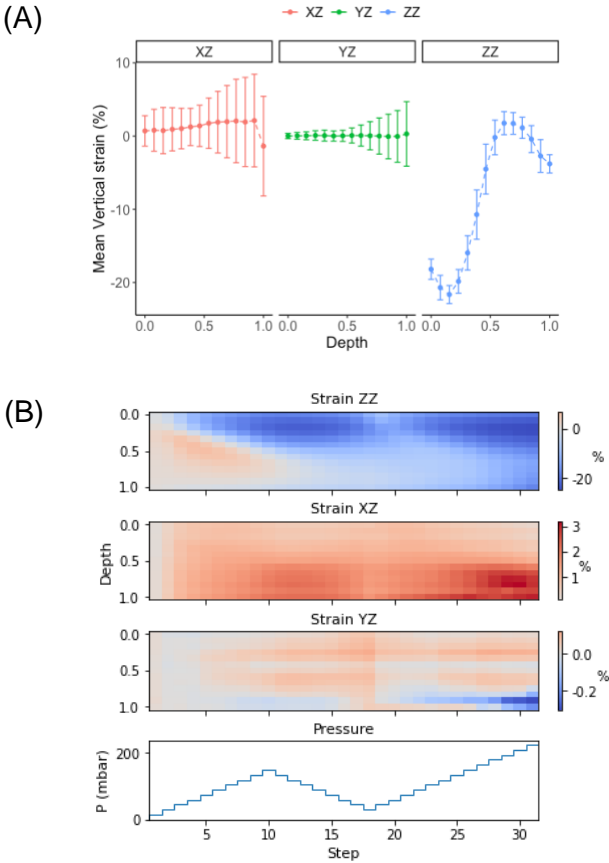 (A)
XZ YZ ZZ
XZ YZ ZZ
Mean Vertical strain (%)
10
0
-10
-20
0.0 0.5 1.0 0.0 0.5 1.0 0.0 0.5 1.0
Depth
(B)
Strain ZZ
0.0
0.5
1.0
0
-20
%
Strain XZ
Depth
0.0
0.5
1.0
3
2
1
%
Strain YZ
0.0
0.5
1.0
0.0
-0.2
%
Pressure
P (mbar)
200
0
5 10 15 20 25 30
Step